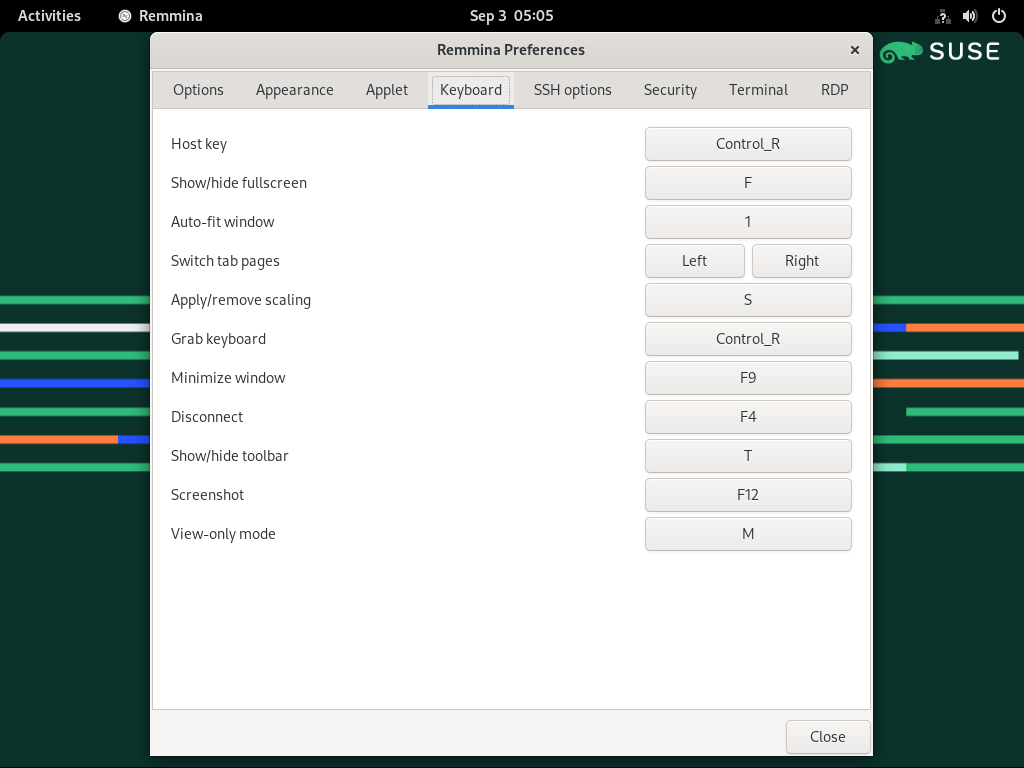 Activities Remmina Sep 3 05:05
Remmina Preferences
SUSE
Options Appearance Applet Keyboard SSH options Security Terminal RDP
Host key Control_R
Show/hide fullscreen F
Auto-fit window 1
Switch tab pages Left Right
Apply/remove scaling S
Grab keyboard Control_R
Minimize window F9
Disconnect F4
Show/hide toolbar T
Screenshot F12
View-only mode M
Close